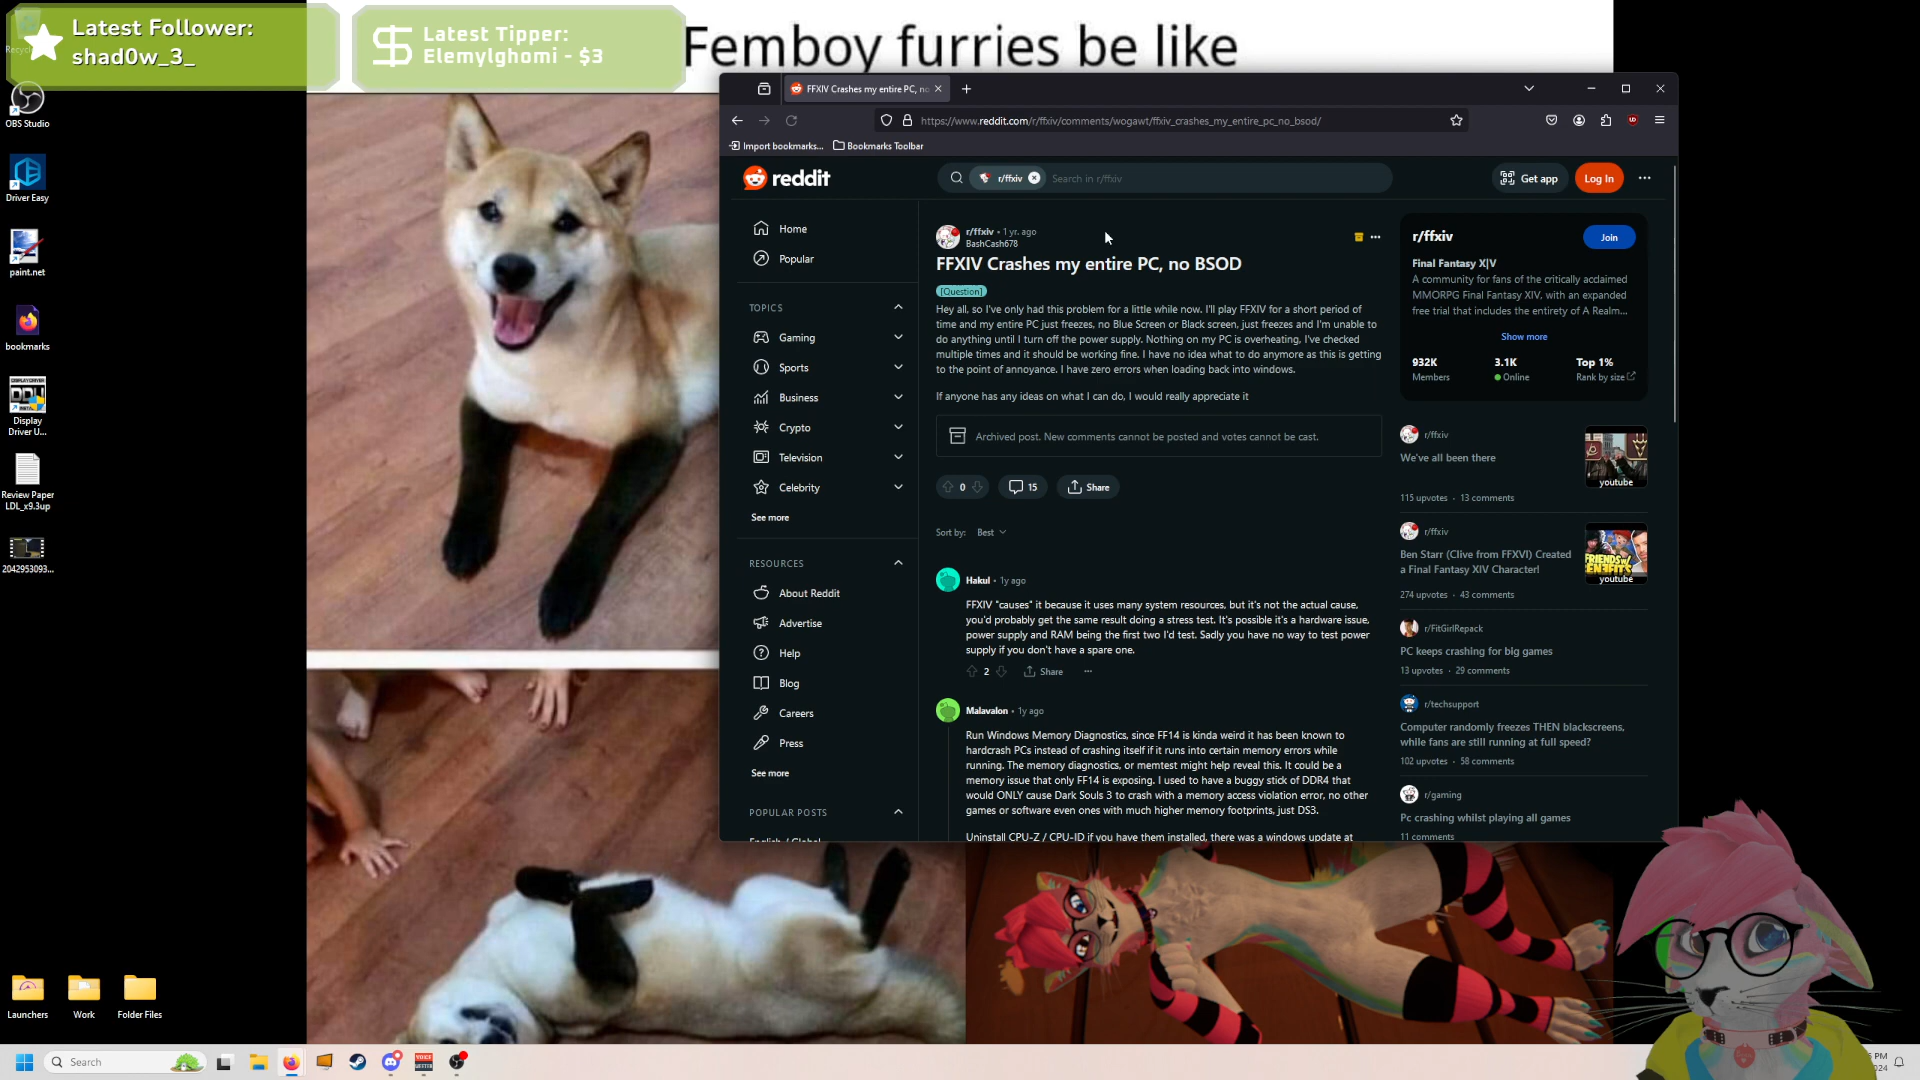 Latest Follower:
shad0w_3_
Latest Tipper:
Elemylghomi - $3
Femboy furries be like
OBS Studio
Driver Easy
paint.net
bookmarks
Display
Driver U...
Review Paper
LDL_x9.3up
2042953093...
Launchers
Work
Folder Files
FFXIV Crashes my entire PC, no
https://www.reddit.com/r/ffxiv/comments/wogawt/ffxiv_crashes_my_entire_pc_no_bsod/
Import bookmarks...
Bookmarks Toolbar
reddit
r/ffxiv
Search in r/ffxiv
Get app
Log In
Home
Popular
TOPICS
Gaming
Sports
Business
Crypto
Television
Celebrity
See more
RESOURCES
About Reddit
Advertise
Help
Blog
Careers
Press
See more
POPULAR POSTS
r/ffxiv • 1 yr. ago
BashCash678
FFXIV Crashes my entire PC, no BSOD
[Question]
Hey all, so I've only had this problem for a little while now. I'll play FFXIV for a short period of
time and my entire PC just freezes, no Blue Screen or Black screen, just freezes and I'm unable to
do anything until I turn off the power supply. Nothing on my PC is overheating, I've checked
multiple times and it should be working fine. I have no idea what to do anymore as this is getting
to the point of annoyance. I have zero errors when loading back into windows.
If anyone has any ideas on what I can do, I would really appreciate it
Archived post. New comments cannot be posted and votes cannot be cast.
0
15
Share
Sort by: Best
Hakul • 1y ago
FFXIV "causes" it because it uses many system resources, but it's not the actual cause,
you'd probably get the same result doing a stress test. It's possible it's a hardware issue,
power supply and RAM being the first two I'd test. Sadly you have no way to test power
supply if you don't have a spare one.
2
Share
Malavalon • 1y ago
Run Windows Memory Diagnostics, since FF14 is kinda weird it has been known to
hardcrash PCs instead of crashing itself if it runs into certain memory errors while
running. The memory diagnostics, or memtest might help reveal this. It could be a
memory issue that only FF14 is exposing. I used to have a buggy stick of DDR4 that
would ONLY cause Dark Souls 3 to crash with a memory access violation error, no other
games or software even ones with much higher memory footprints, just DS3.
Uninstall CPU-Z / CPU-ID if you have them installed, there was a windows update at
r/ffxiv
Join
Final Fantasy X|V
A community for fans of the critically acclaimed
MMORPG Final Fantasy XIV, with an expanded
free trial that includes the entirety of A Realm...
Show more
932K
Members
3.1K
Online
Top 1%
Rank by size
r/ffxiv
We've all been there
youtube
115 upvotes · 13 comments
r/ffxiv
Ben Starr (Clive from FFXVI) Created
a Final Fantasy XIV Character!
FRIENDS w/
BENEFITS
youtube
274 upvotes · 43 comments
r/FitGirlRepack
PC keeps crashing for big games
13 upvotes · 29 comments
r/techsupport
Computer randomly freezes THEN blackscreens,
while fans are still running at full speed?
102 upvotes · 58 comments
r/gaming
Pc crashing whilst playing all games
11 comments
Search
PM